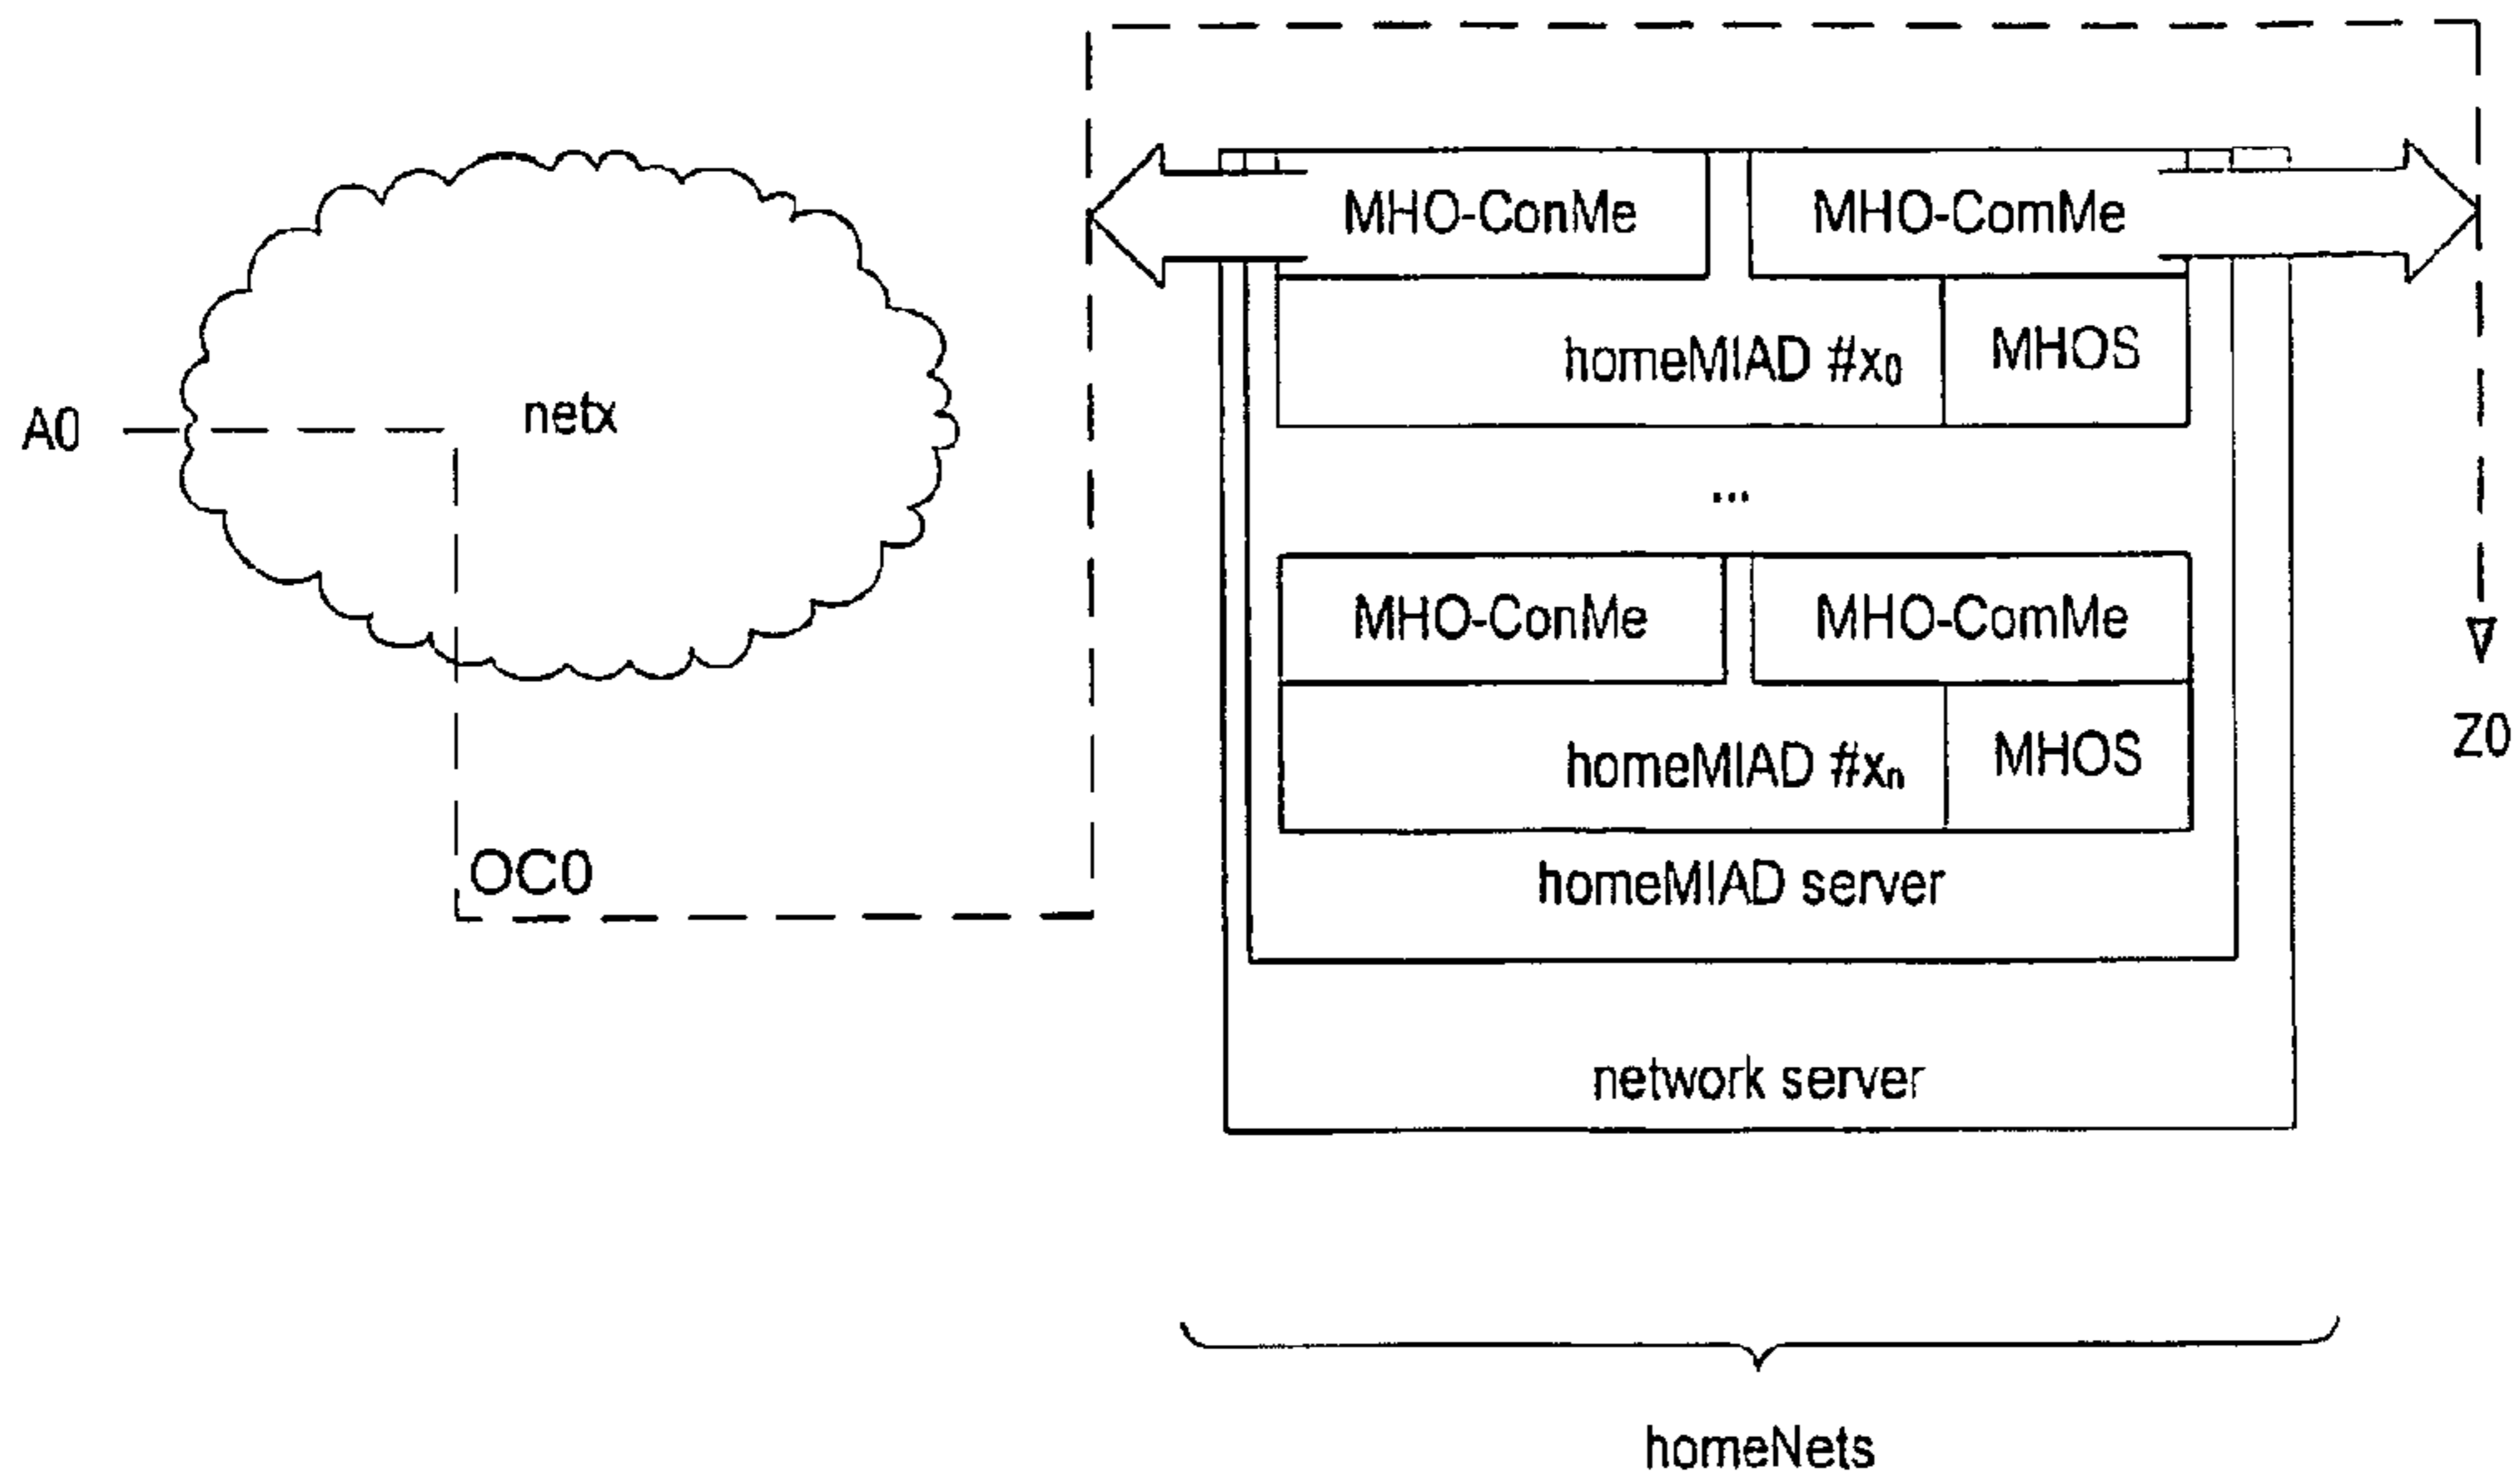 MHO-ConMe MHO-ComMe
homeMIAD #x₀ MHOS
A0
netx
...
MHO-ConMe MHO-ComMe
homeMIAD #xₙ MHOS
Z0
OC0
homeMIAD server
network server
homeNets